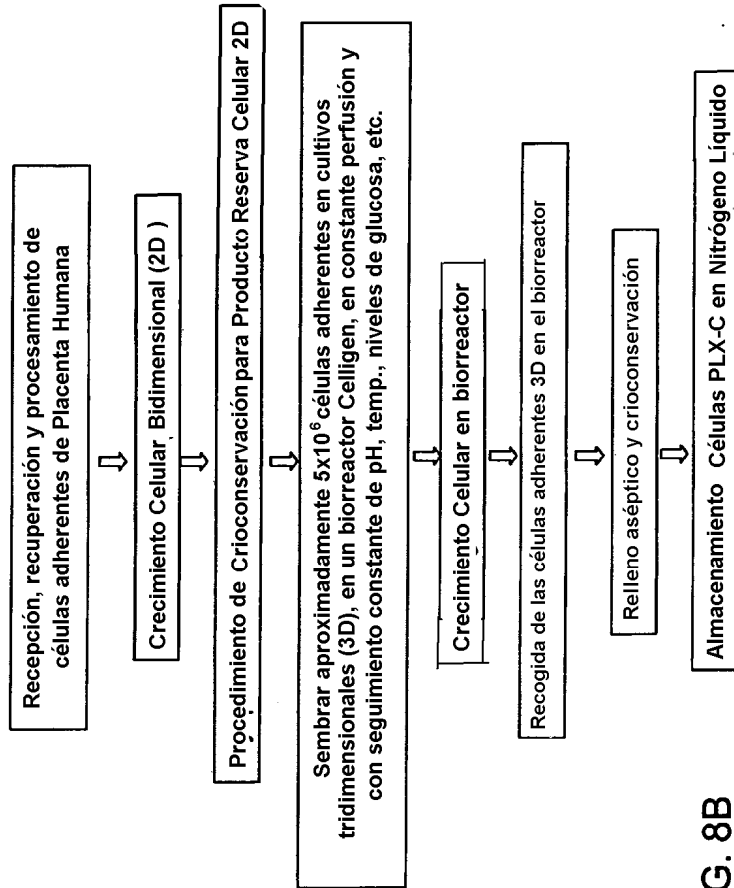 Recepción, recuperación y procesamiento de
células adherentes de Placenta Humana
Crecimiento Celular Bidimensional (2D )
Procedimiento de Crioconservación para Producto Reserva Celular 2D
Sembrar aproximadamente 5x10⁶ células adherentes en cultivos
tridimensionales (3D), en un biorreactor Celligen, en constante perfusión y
con seguimiento constante de pH, temp., niveles de glucosa, etc.
Crecimiento Celular en biorreactor
Recogida de las células adherentes 3D en el biorreactor
Relleno aséptico y crioconservación
Almacenamiento Células PLX-C en Nitrógeno Líquido
G. 8B